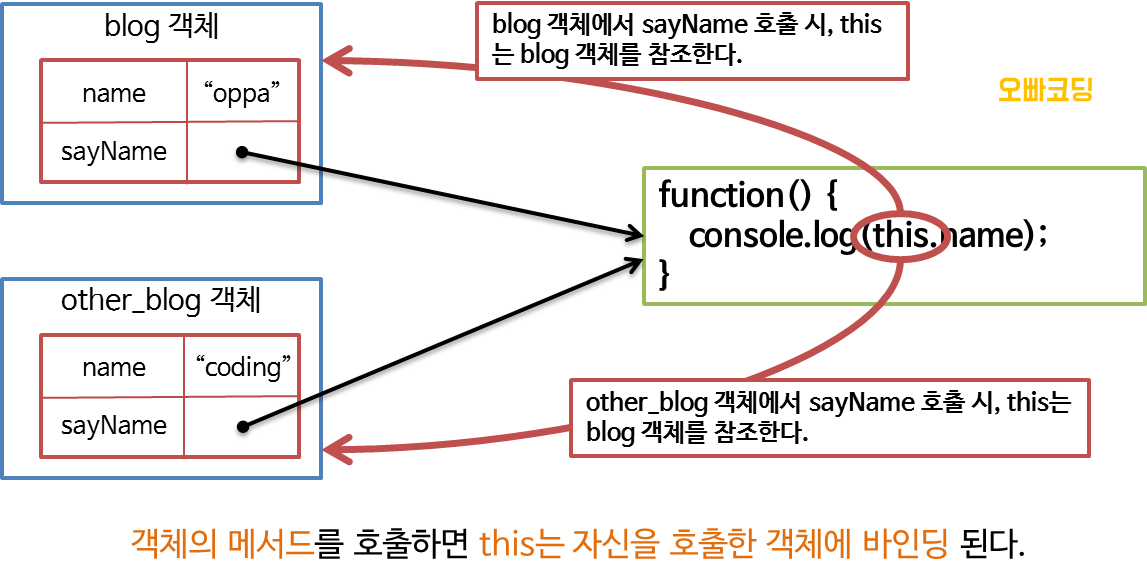 blog 객체
name “oppa”
sayName
blog 객체에서 sayName 호출 시, this
는 blog 객체를 참조한다.
오빠코딩
function() {
console.log(this.name);
}
other_blog 객체
name “coding”
sayName
other_blog 객체에서 sayName 호출 시, this는
blog 객체를 참조한다.
객체의 메서드를 호출하면 this는 자신을 호출한 객체에 바인딩 된다.